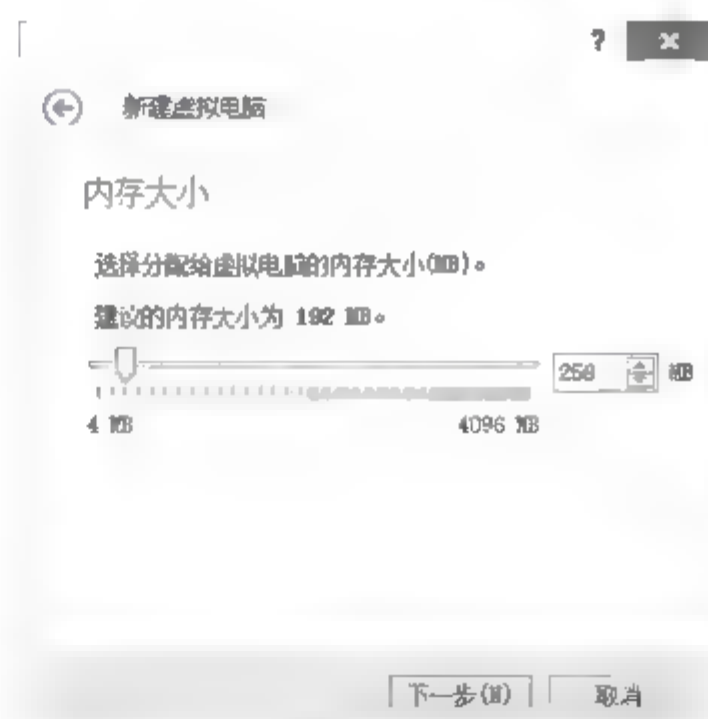 ?
新建虚拟电脑
内存大小
选择分配给虚拟电脑的内存大小(MB)。
建议的内存大小为 192 MB。
MB
4 MB
4096 MB
下一步(N)
取消